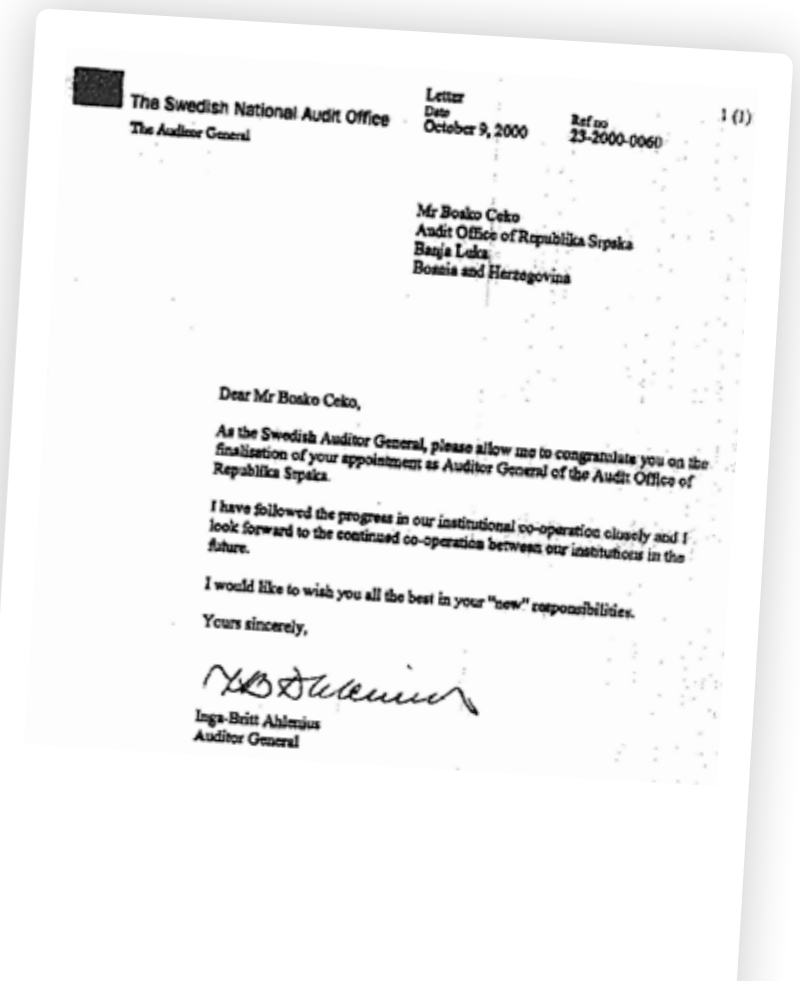 The Swedish National Audit Office
The Auditor General
Letter
Date
October 9, 2000
Ref no
23-2000-0060
1 (1)
Mr Bosko Ceko
Audit Office of Republika Srpska
Banja Luka
Bosnia and Herzegovina
Dear Mr Bosko Ceko,
As the Swedish Auditor General, please allow me to congratulate you on the
finalisation of your appointment as Auditor General of the Audit Office of
Republika Srpska.
I have followed the progress in our institutional co-operation closely and I
look forward to the continued co-operation between our institutions in the
future.
I would like to wish you all the best in your "new" responsibilities.
Yours sincerely,
IB Ahlenius
Inga-Britt Ahlenius
Auditor General